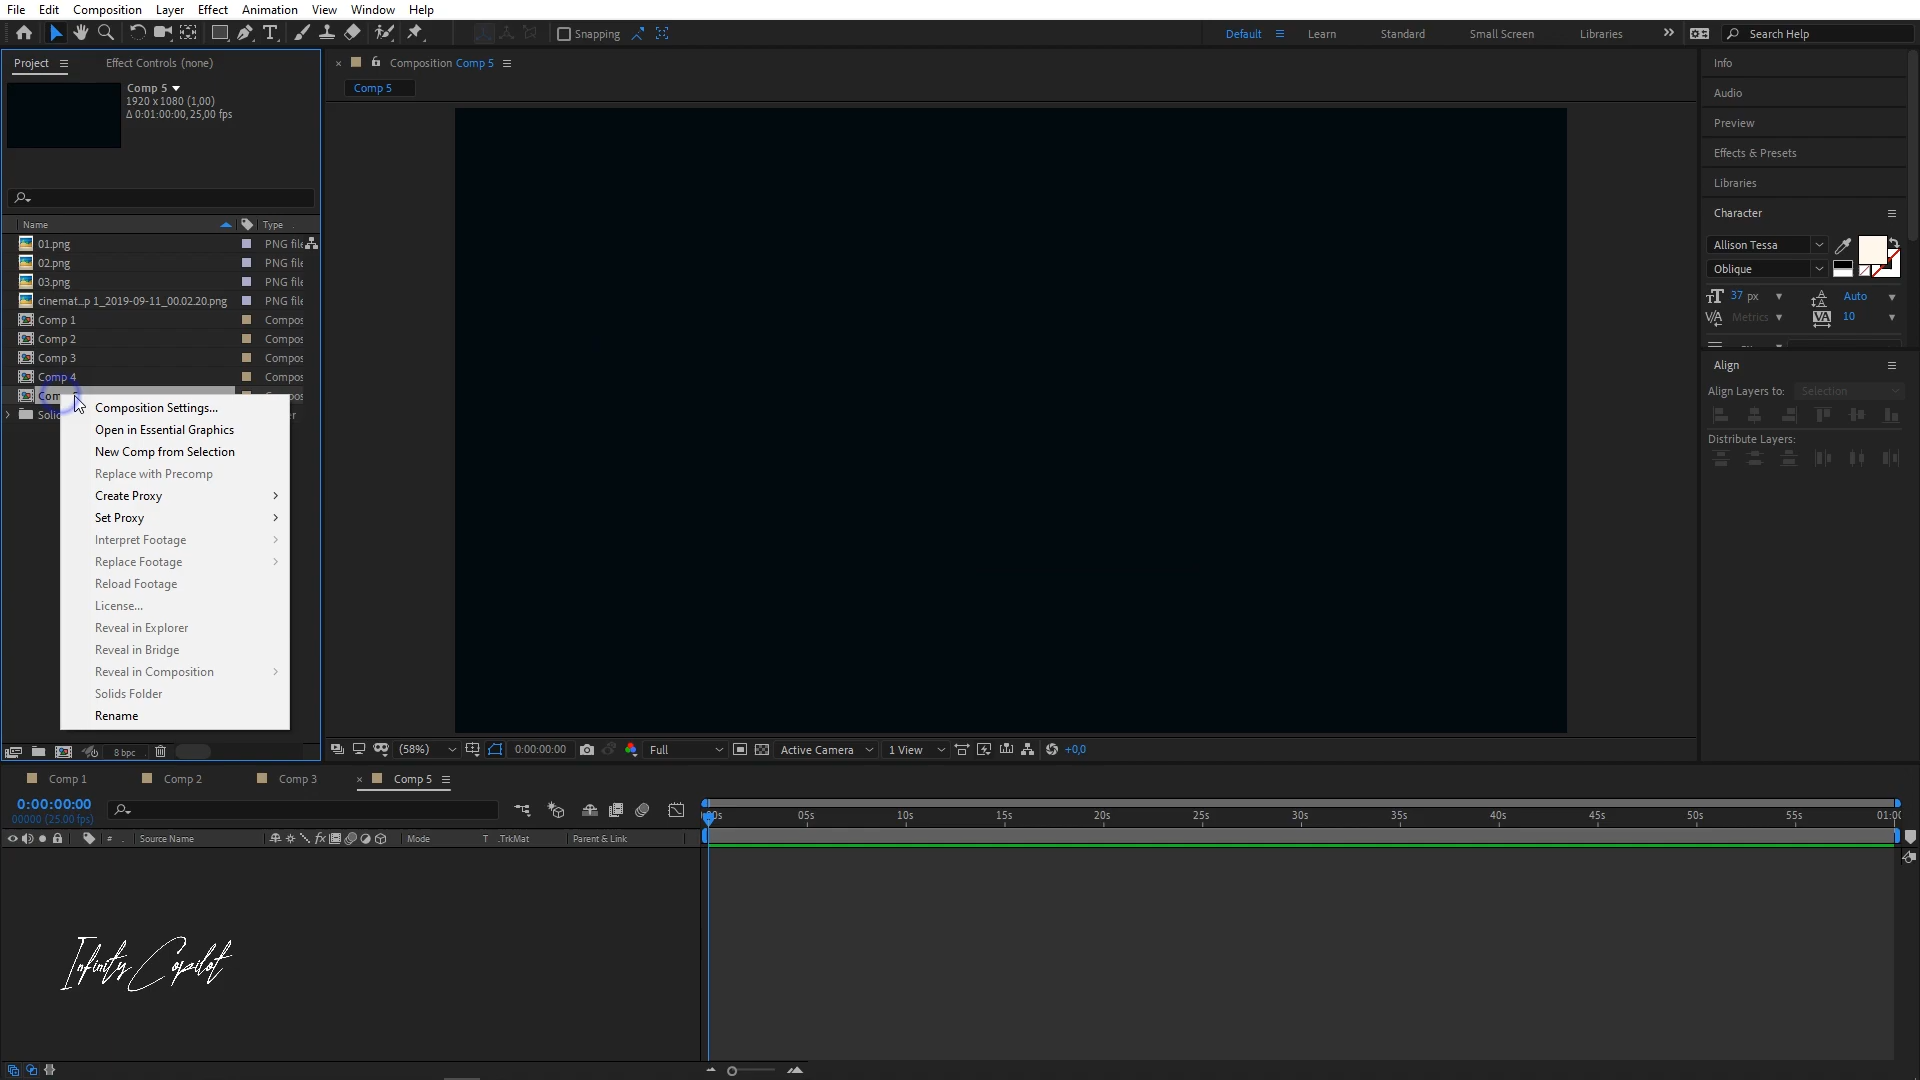 File Edit Composition Layer Effect Animation View Window Help
Snapping Default Learn Standard Small Screen Libraries Search Help
Project Effect Controls (none) Composition Comp 5
Comp 5
1920 x 1080 (1,00)
Δ 0:01:00:00, 25,00 fps
Comp 5
Name Type
01.png PNG file
02.png PNG file
03.png PNG file
cinemat...p 1_2019-09-11_00.02.20.png PNG file
Comp 1 Compos
Comp 2 Compos
Comp 3 Compos
Comp 4 Compos
Com
Solid
Composition Settings...
Open in Essential Graphics
New Comp from Selection
Replace with Precomp
Create Proxy
Set Proxy
Interpret Footage
Replace Footage
Reload Footage
License...
Reveal in Explorer
Reveal in Bridge
Reveal in Composition
Solids Folder
Rename
8 bpc
Info
Audio
Preview
Effects & Presets
Libraries
Character
Allison Tessa
Oblique
37 px Auto
Metrics 10
Align
Align Layers to: Selection
Distribute Layers:
(58%) 0:00:00:00 Full Active Camera 1 View +0,0
Comp 1 Comp 2 Comp 3 Comp 5
0:00:00:00
00000 (25.00 fps)
# Source Name Mode T .TrkMat Parent & Link
05s 10s 15s 20s 25s 30s 35s 40s 45s 50s 55s 01:00
Infinity Copilot